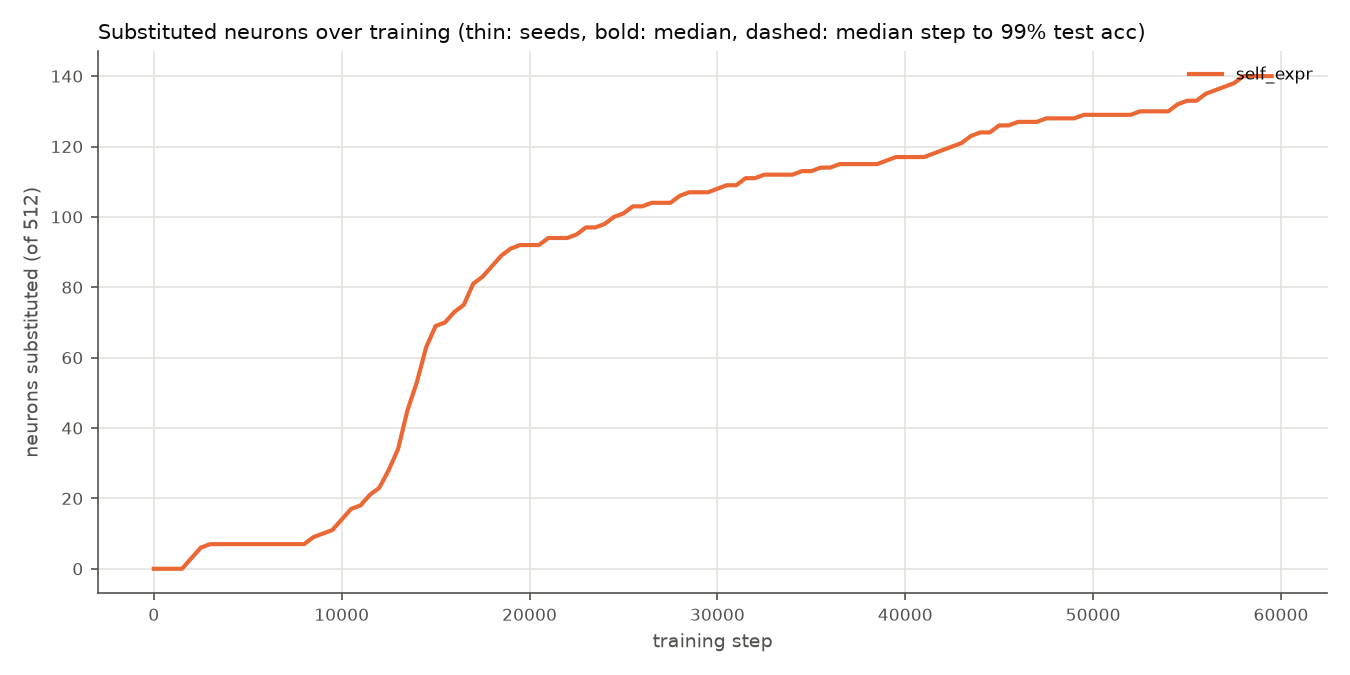 Substituted neurons over training (thin: seeds, bold: median, dashed: median step to 99% test acc)
self_expr
neurons substituted (of 512)
140
120
100
80
60
40
20
0
0 10000 20000 30000 40000 50000 60000
training step